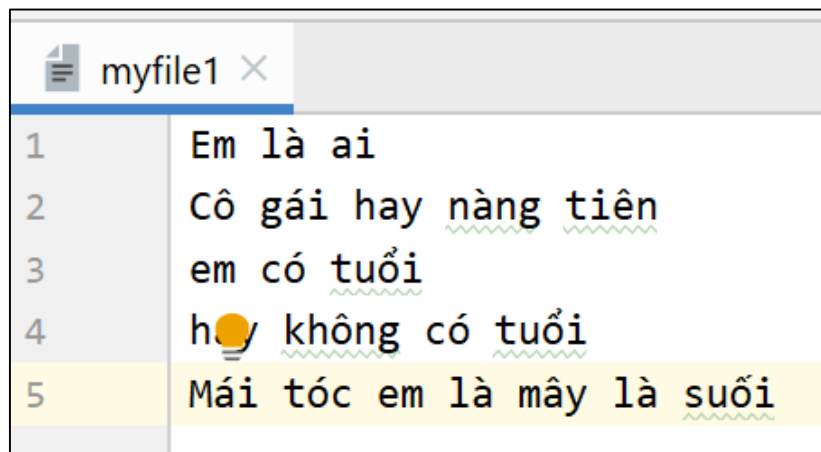 myfile1
1 Em là ai
2 Cô gái hay nàng tiên
3 em có tuổi
4 hay không có tuổi
5 Mái tóc em là mây là suối